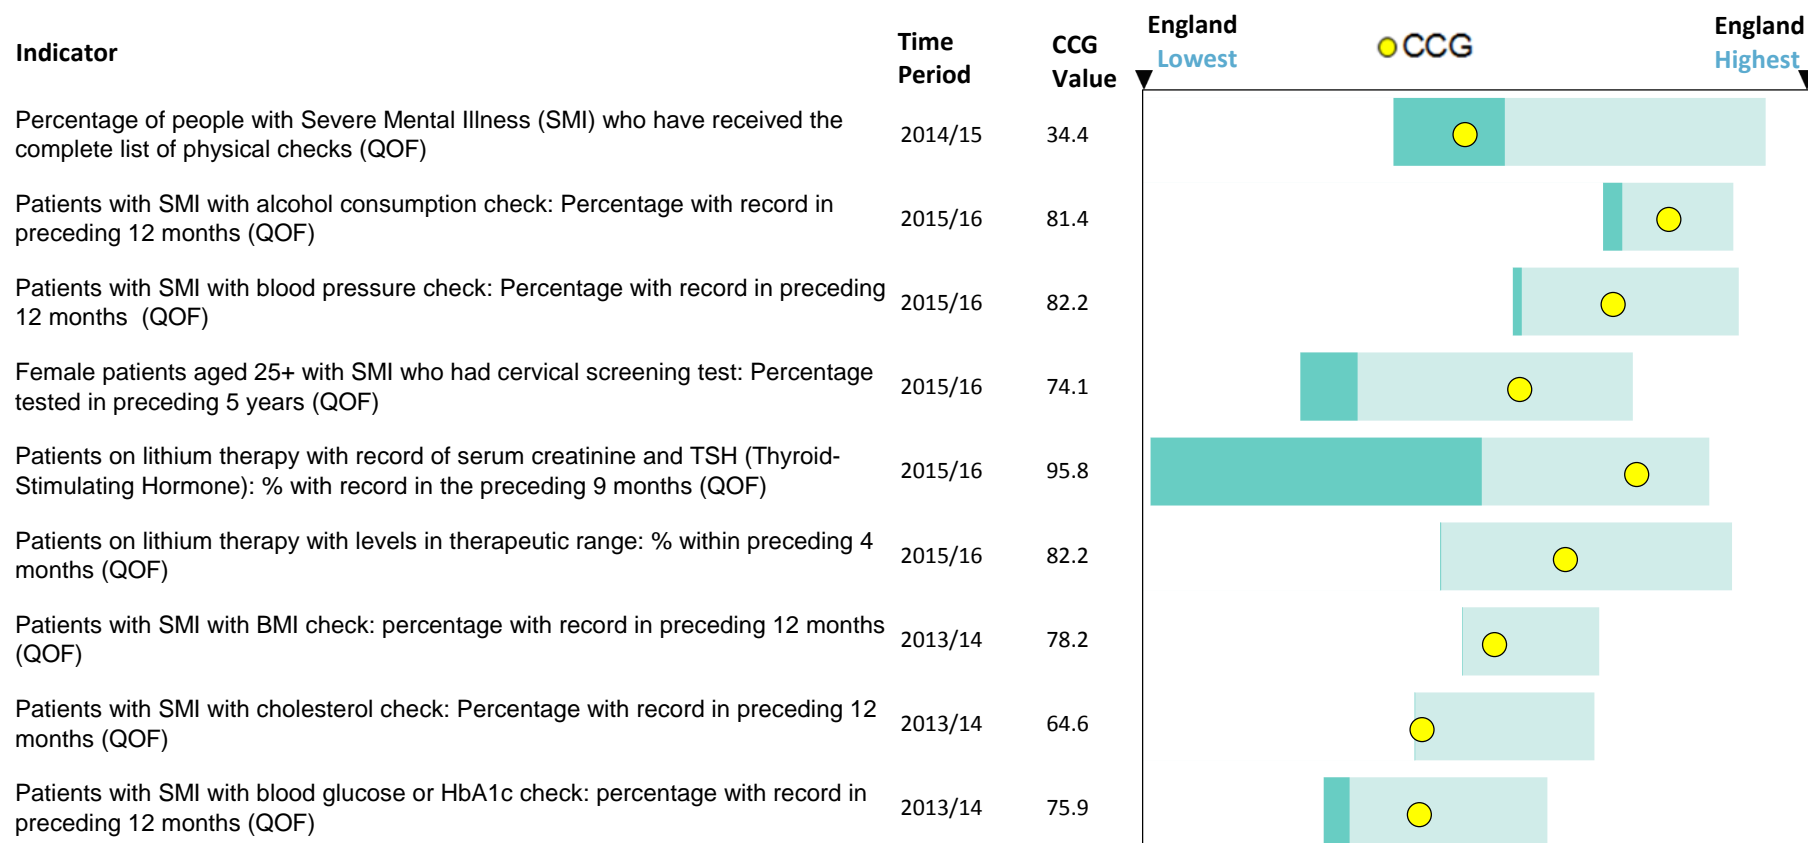 Indicator
Time
Period
CCG
Value
England
Lowest
CCG
England
Highest
Percentage of people with Severe Mental Illness (SMI) who have received the
complete list of physical checks (QOF)
2014/15
34.4
Patients with SMI with alcohol consumption check: Percentage with record in
preceding 12 months (QOF)
2015/16
81.4
Patients with SMI with blood pressure check: Percentage with record in preceding
12 months  (QOF)
2015/16
82.2
Female patients aged 25+ with SMI who had cervical screening test: Percentage
tested in preceding 5 years (QOF)
2015/16
74.1
Patients on lithium therapy with record of serum creatinine and TSH (Thyroid-
Stimulating Hormone): % with record in the preceding 9 months (QOF)
2015/16
95.8
Patients on lithium therapy with levels in therapeutic range: % within preceding 4
months (QOF)
2015/16
82.2
Patients with SMI with BMI check: percentage with record in preceding 12 months
(QOF)
2013/14
78.2
Patients with SMI with cholesterol check: Percentage with record in preceding 12
months (QOF)
2013/14
64.6
Patients with SMI with blood glucose or HbA1c check: percentage with record in
preceding 12 months (QOF)
2013/14
75.9